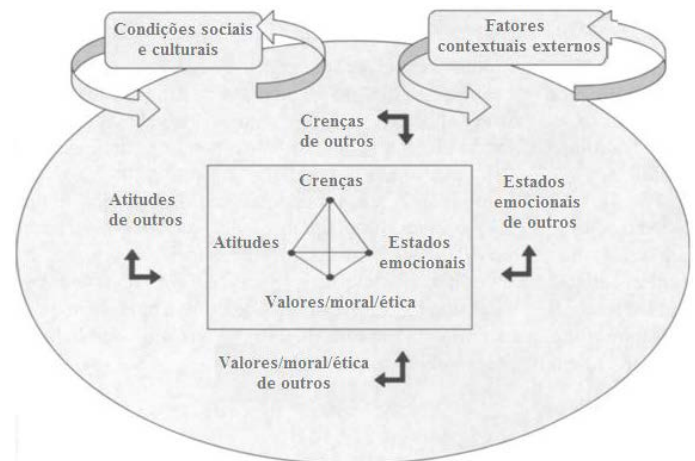 Condições sociais
e culturais
Fatores
contextuais externos
Crenças
de outros
Atitudes
de outros
Estados
emocionais
de outros
Crenças
Atitudes
Estados
emocionais
Valores/moral/ética
Valores/moral/ética
de outros